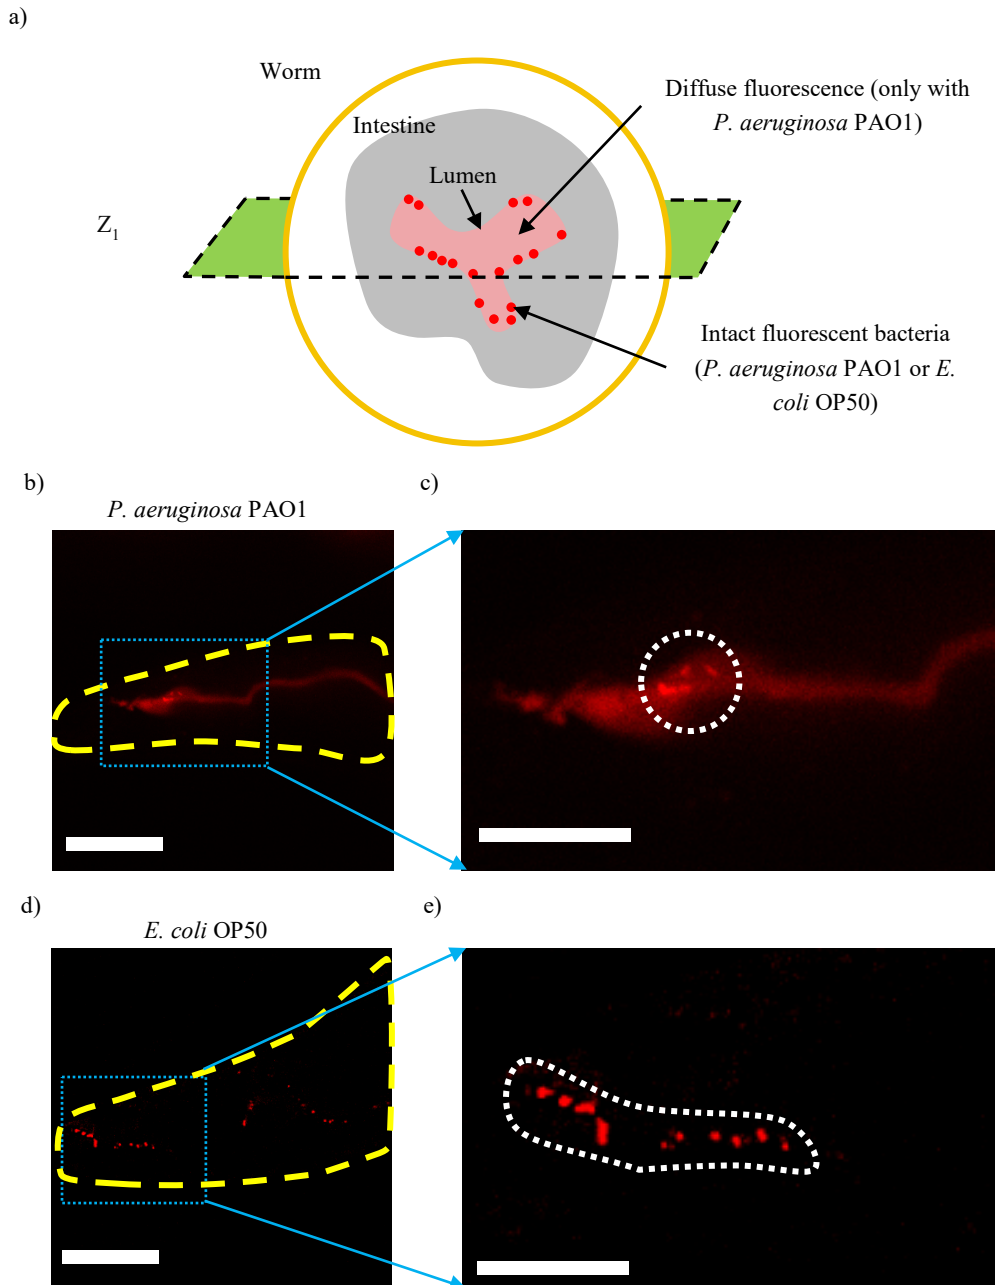 a)
Worm
Diffuse fluorescence (only with
P. aeruginosa PAO1)
Intestine
Lumen
Z1
Intact fluorescent bacteria
(P. aeruginosa PAO1 or E.
coli OP50)
b)
c)
P. aeruginosa PAO1
d)
e)
E. coli OP50